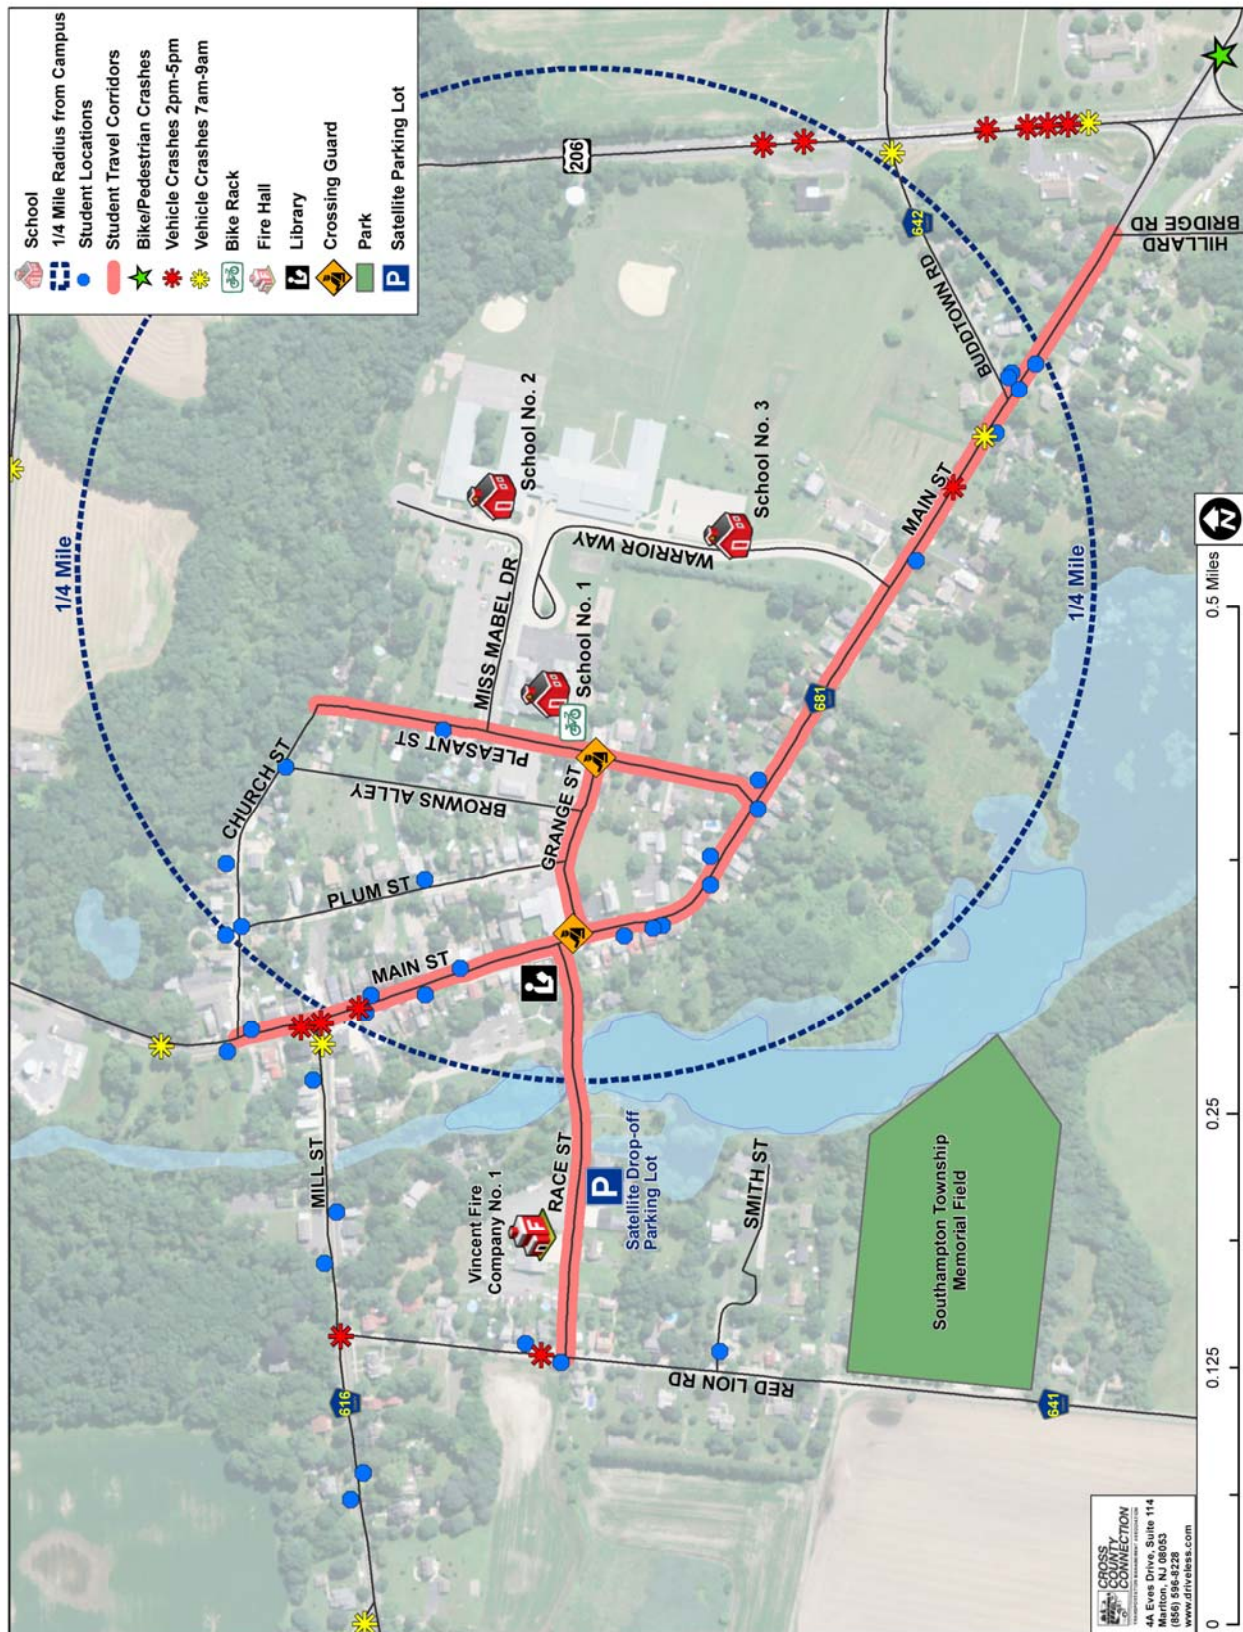 School
1/4 Mile Radius from Campus
Student Locations
Student Travel Corridors
Bike/Pedestrian Crashes
Vehicle Crashes 2pm-5pm
Vehicle Crashes 7am-9am
Bike Rack
Fire Hall
Library
Crossing Guard
Park
P
Satellite Parking Lot
1/4 Mile
206
642
HILLARD
BRIDGE RD
BUDDTOWN RD
School No. 2
School No. 3
WARRIOR WAY
MISS MABEL DR
School No. 1
MAIN ST
1/4 Mile
681
CHURCH ST
PLEASANT ST
BROWNS ALLEY
GRANGE ST
PLUM ST
MAIN ST
MILL ST
RACE ST
Vincent Fire
Company No. 1
F
P
Satellite Drop-off
Parking Lot
SMITH ST
Southampton Township
Memorial Field
616
RED LION RD
641
CROSS
COUNTY
CONNECTION
4A Eves Drive, Suite 114
Marlton, NJ 08053
(856) 596-8228
www.driveless.com
0
0.125
0.25
0.5 Miles
N